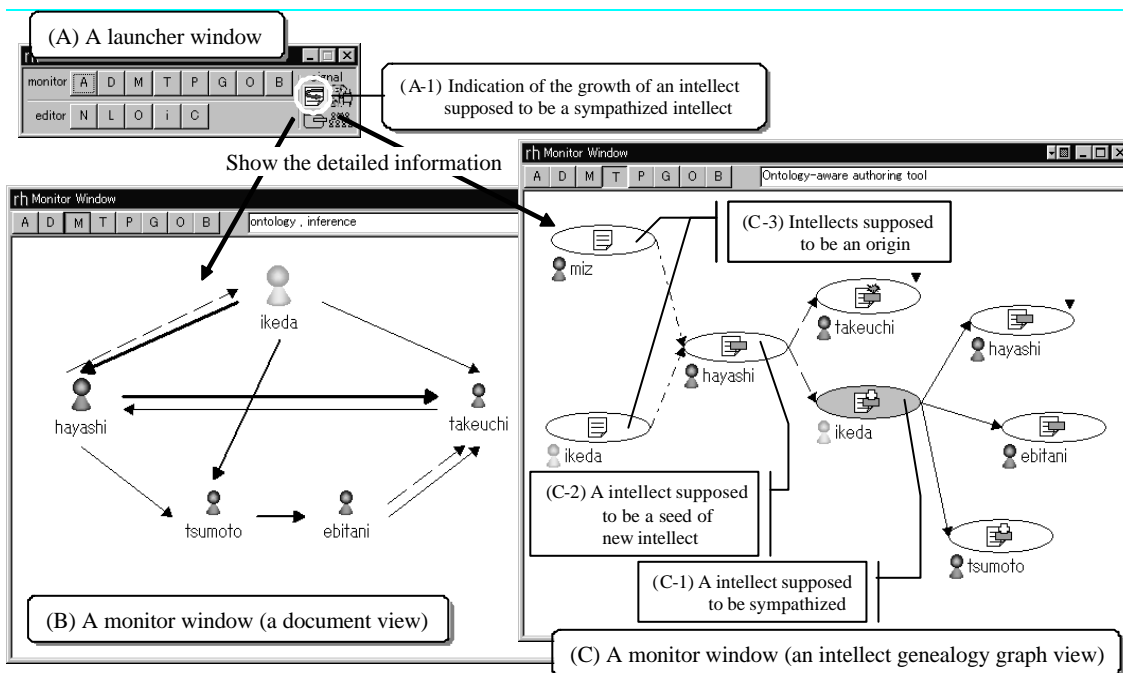 (A) A launcher window
rh
monitor A D M T P G O B signal
editor N L O i C
(A-1) Indication of the growth of an intellect
supposed to be a sympathized intellect
Show the detailed information
rh Monitor Window
A D M T P G O B ontology , inference
ikeda
hayashi
takeuchi
tsumoto
ebitani
(B) A monitor window (a document view)
rh Monitor Window
A D M T P G O B Ontology-aware authoring tool
(C-3) Intellects supposed
to be an origin
miz
takeuchi
hayashi
hayashi
ikeda
ikeda
ebitani
(C-2) A intellect supposed
to be a seed of
new intellect
tsumoto
(C-1) A intellect supposed
to be sympathized
(C) A monitor window (an intellect genealogy graph view)